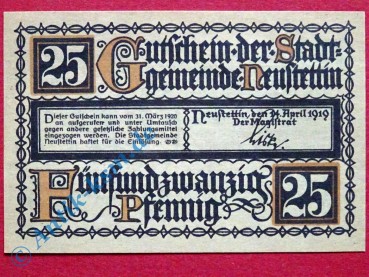 25
Gutschein der Stadt-
gemeinde Neustettin
Dieser Gutschein kann vom 31. März 1920
an aufgerufen und unter Umtausch
gegen andere gesetzliche Zahlungsmittel
eingezogen werden. Die Stadtgemeinde
Neustettin haftet für die Einlösung.
Neustettin, den 24. April 1919
Der Magistrat
Fünfundzwanzig
Pfennig
25